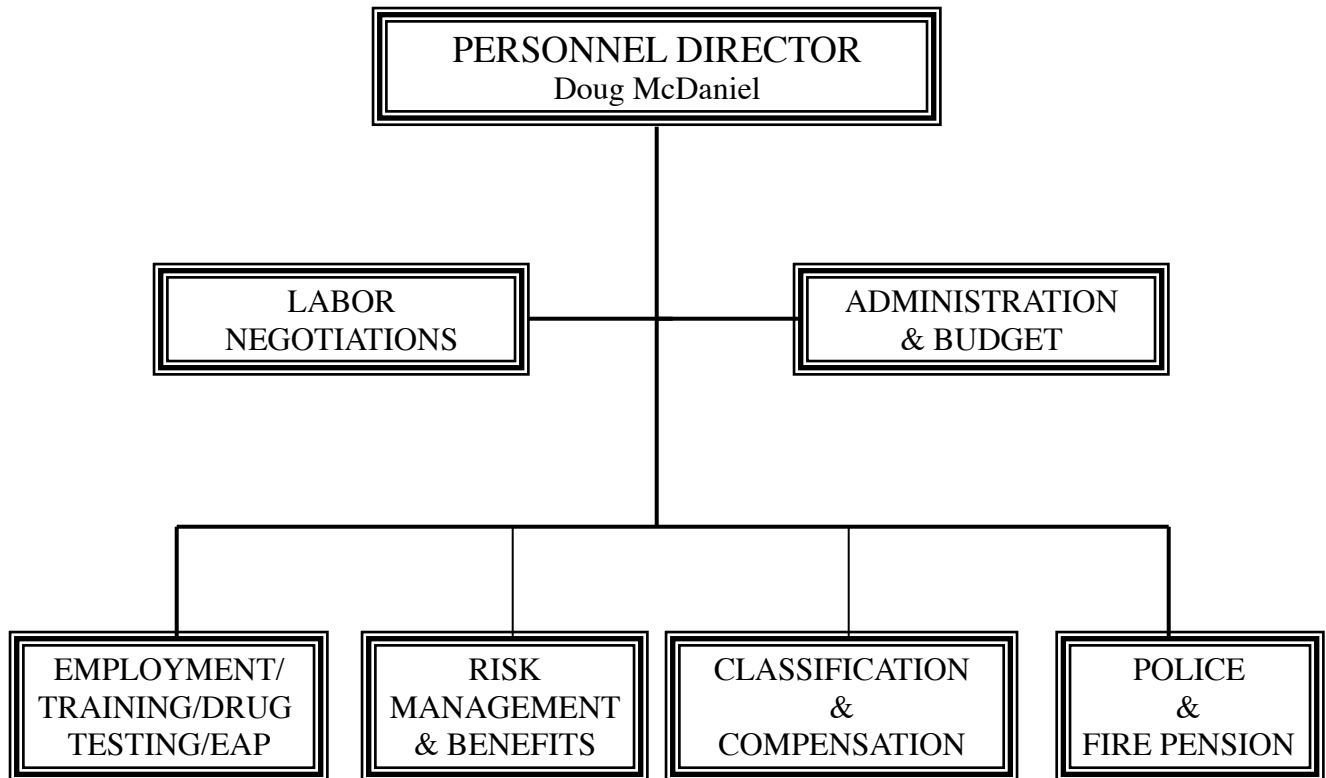 PERSONNEL DIRECTOR
Doug McDaniel
LABOR
NEGOTIATIONS
ADMINISTRATION
& BUDGET
EMPLOYMENT/
TRAINING/DRUG
TESTING/EAP
RISK
MANAGEMENT
& BENEFITS
CLASSIFICATION
&
COMPENSATION
POLICE
&
FIRE PENSION